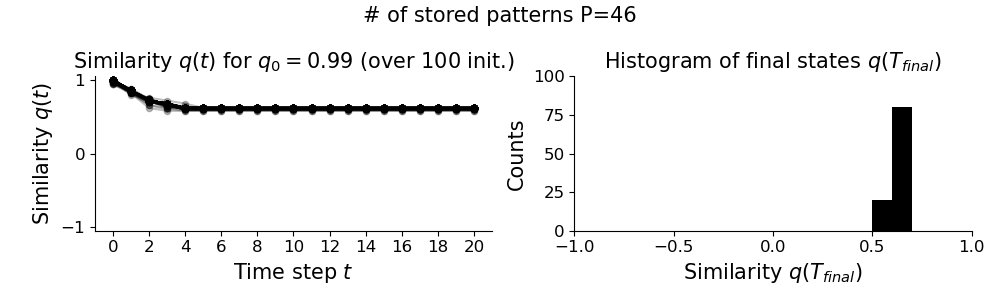 # of stored patterns P=46
Similarity q(t) for q₀ = 0.99 (over 100 init.)
1
0
−1
Similarity q(t)
0 2 4 6 8 10 12 14 16 18 20
Time step t
Histogram of final states q(T_final)
100
75
50
25
0
Counts
−1.0 −0.5 0.0 0.5 1.0
Similarity q(T_final)